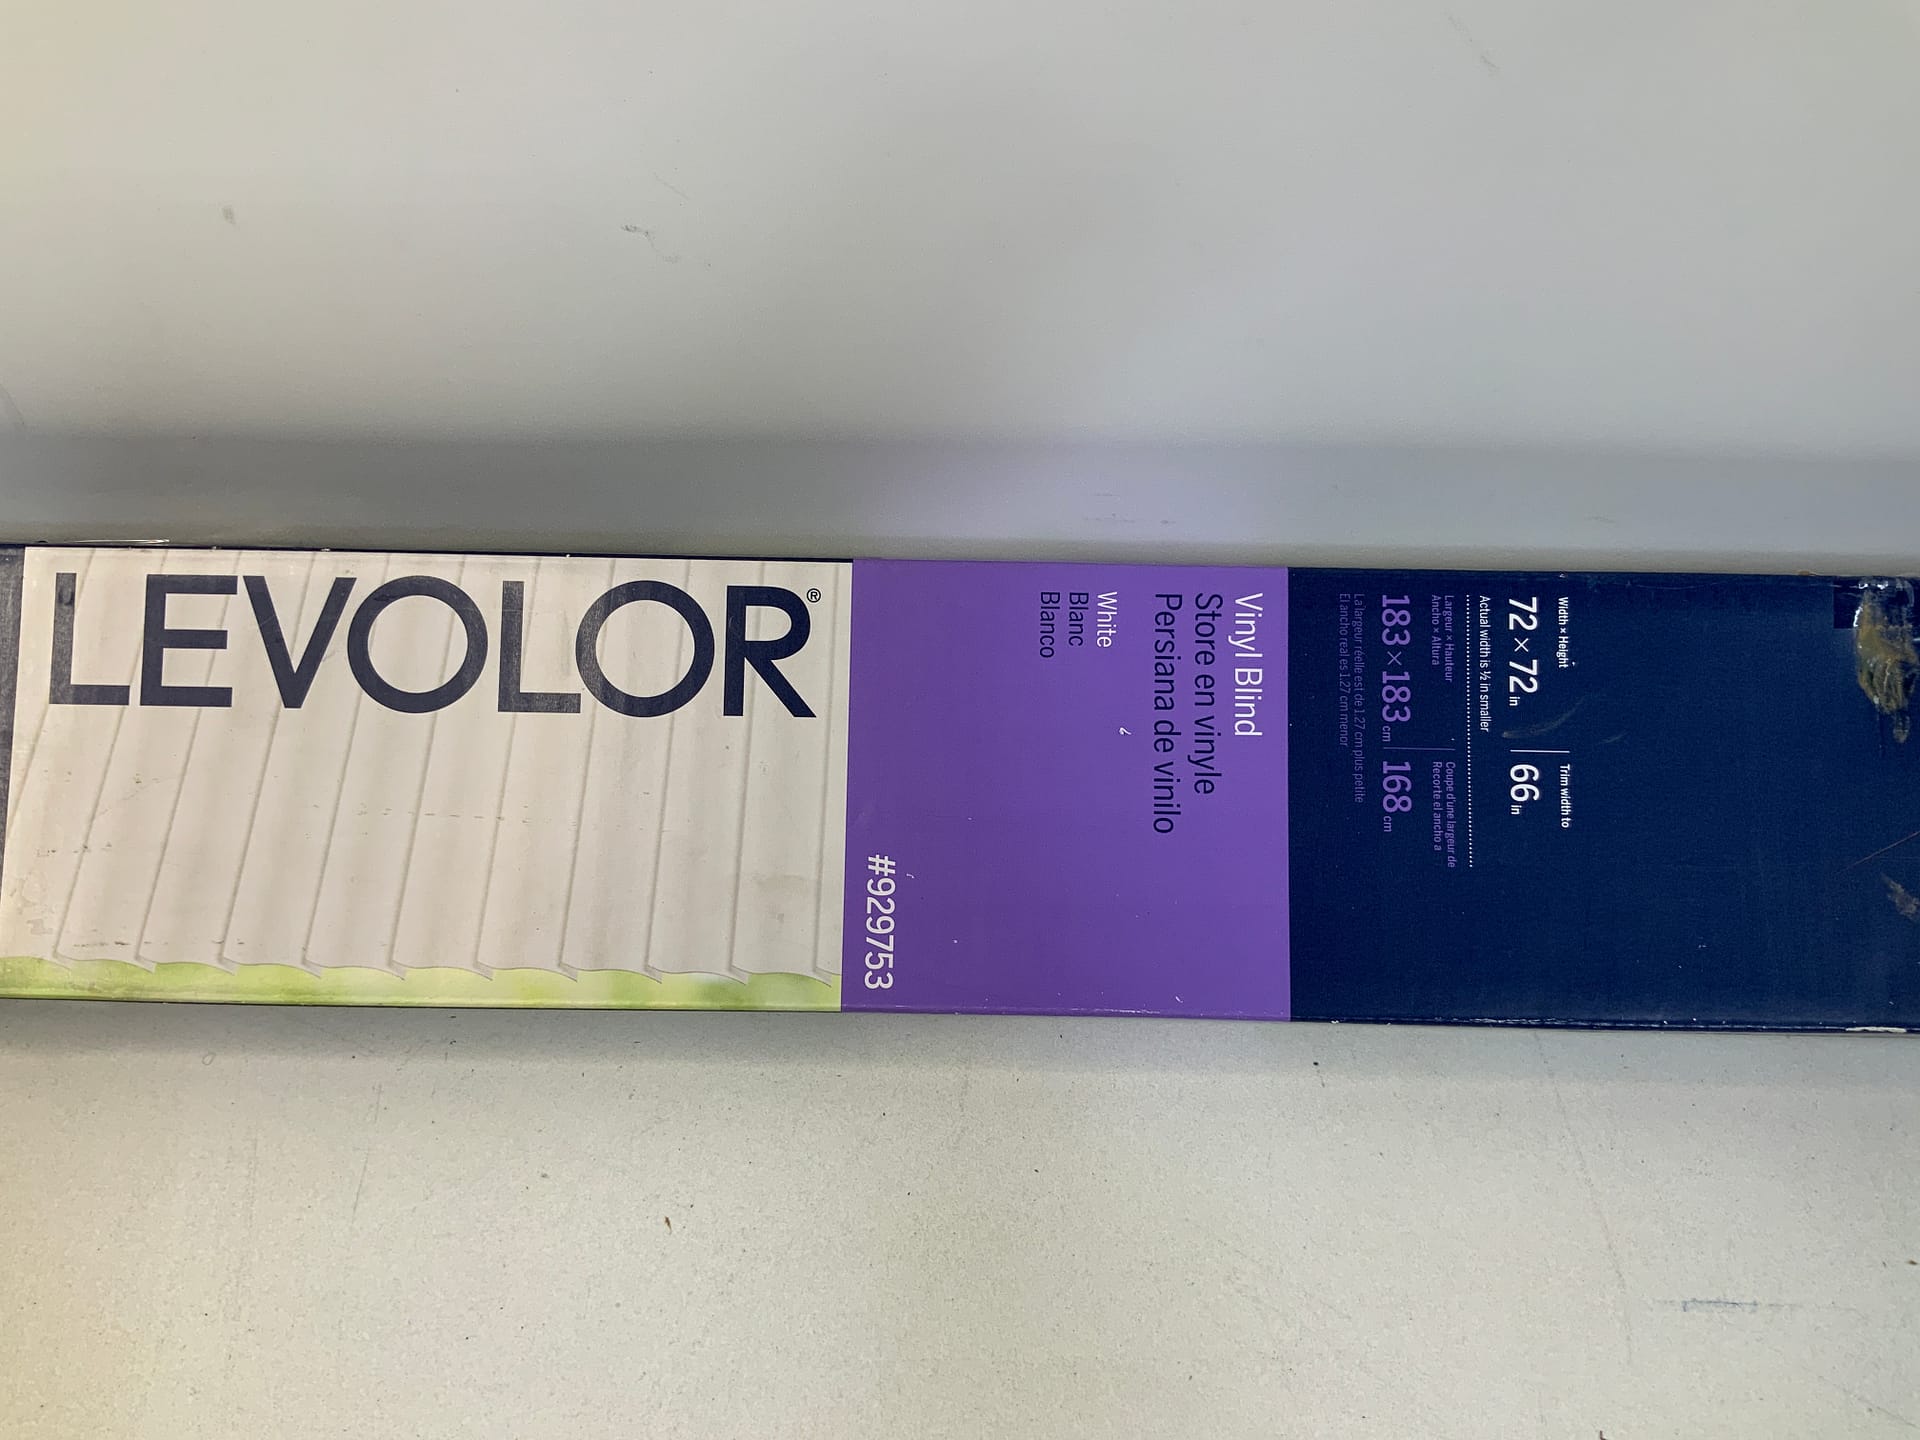 LEVOLOR®
Vinyl Blind
Store en vinyle
Persiana de vinilo
White
Blanc
Blanco
#929753
Width × Height
72 × 72 in
Actual width is ½ in smaller
Trim width to
66 in
Largeur × Hauteur
Ancho × Altura
183 × 183 cm
La largeur réelle est de 1.27 cm plus petite
El ancho real es 1.27 cm menor
Coupe d'une largeur de
Recorte el ancho a
168 cm